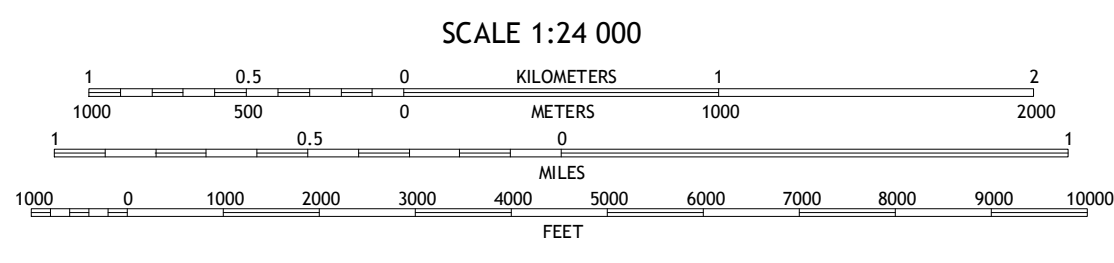 SCALE 1:24 000
1 0.5 0 KILOMETERS 1 2
1000 500 0 METERS 1000 2000
1 0.5 0 1
MILES
1000 0 1000 2000 3000 4000 5000 6000 7000 8000 9000 10000
FEET